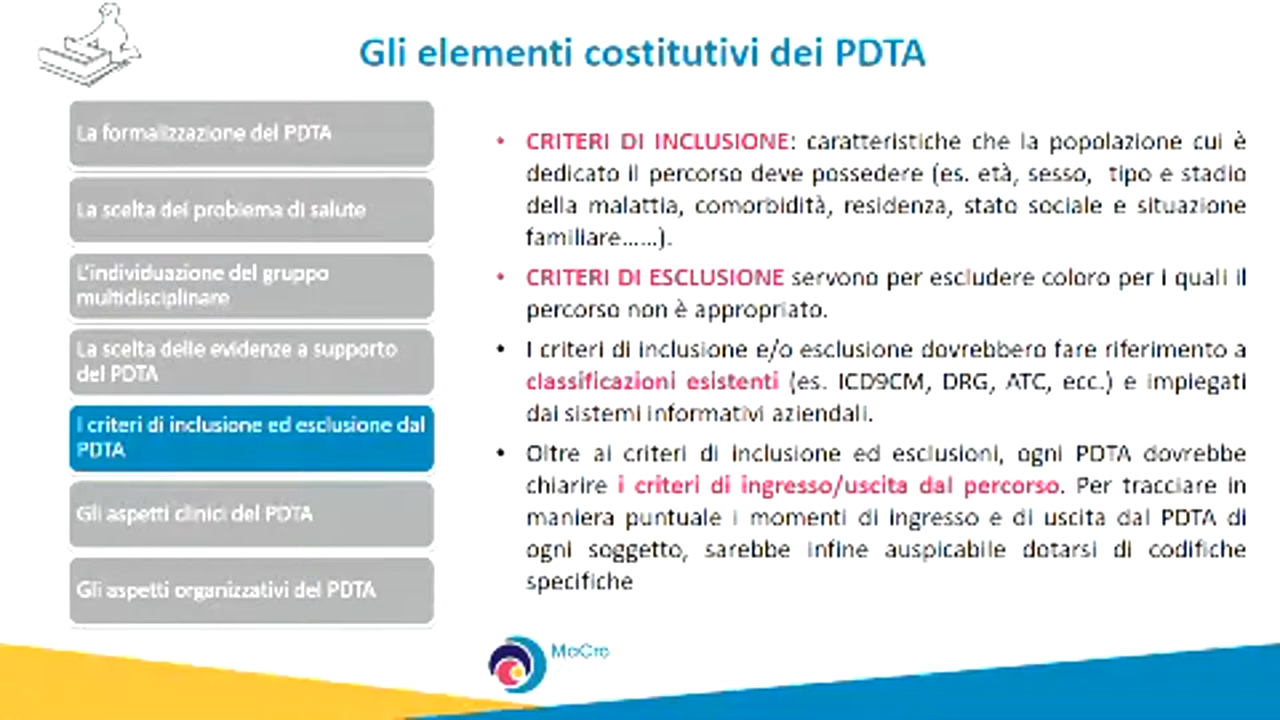 Gli elementi costitutivi dei PDTA
La formalizzazione del PDTA
La scelta del problema di salute
L'individuazione del gruppo
multidisciplinare
La scelta delle evidenze a supporto
del PDTA
I criteri di inclusione ed esclusione dal
PDTA
Gli aspetti clinici del PDTA
Gli aspetti organizzativi del PDTA
• CRITERI DI INCLUSIONE: caratteristiche che la popolazione cui è
dedicato il percorso deve possedere (es. età, sesso, tipo e stadio
della malattia, comorbidità, residenza, stato sociale e situazione
familiare……).
• CRITERI DI ESCLUSIONE servono per escludere coloro per i quali il
percorso non è appropriato.
• I criteri di inclusione e/o esclusione dovrebbero fare riferimento a
classificazioni esistenti (es. ICD9CM, DRG, ATC, ecc.) e impiegati
dai sistemi informativi aziendali.
• Oltre ai criteri di inclusione ed esclusioni, ogni PDTA dovrebbe
chiarire i criteri di ingresso/uscita dal percorso. Per tracciare in
maniera puntuale i momenti di ingresso e di uscita dal PDTA di
ogni soggetto, sarebbe infine auspicabile dotarsi di codifiche
specifiche
MaCro